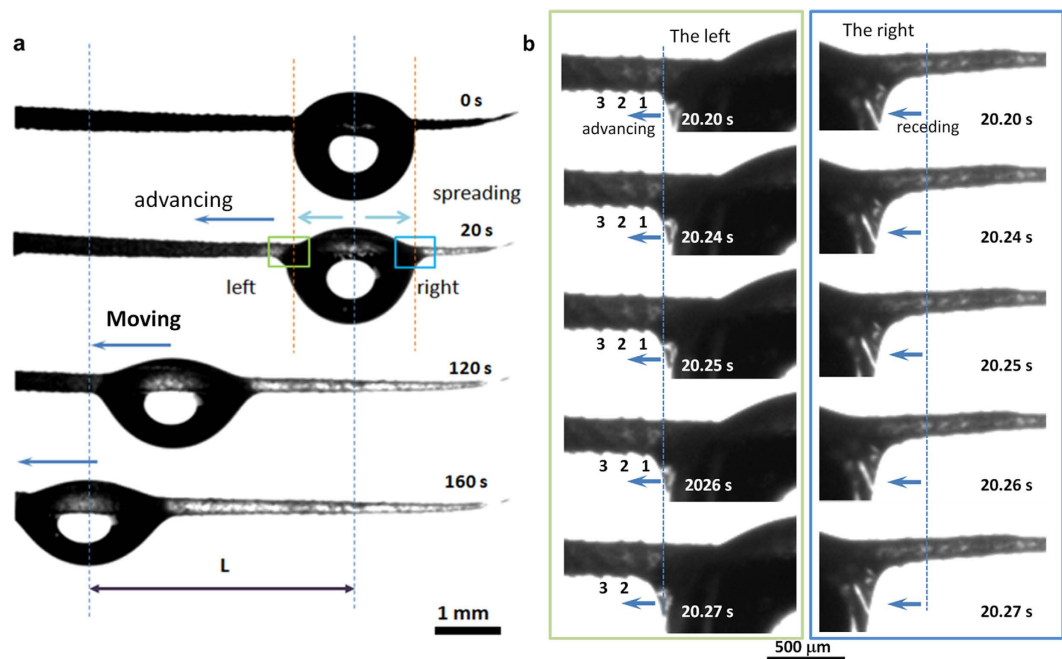 a
0 s
advancing
spreading
20 s
left
right
Moving
120 s
160 s
L
1 mm
b
The left
3 2 1
advancing
20.20 s
3 2 1
20.24 s
3 2 1
20.25 s
3 2 1
2026 s
3 2
20.27 s
The right
receding
20.20 s
20.24 s
20.25 s
20.26 s
20.27 s
500 μm